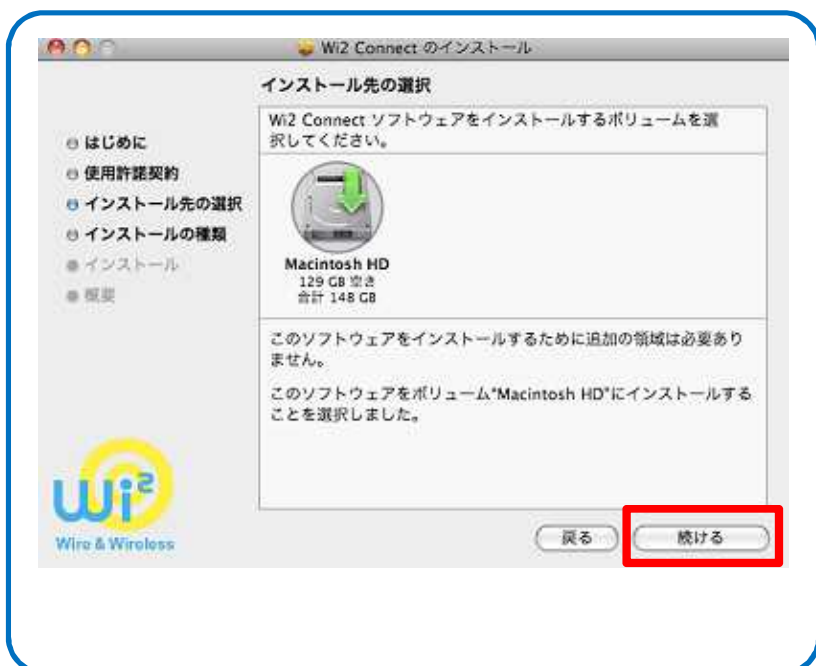 Wi2 Connect のインストール
インストール先の選択
Wi2 Connect ソフトウェアをインストールするボリュームを選
択してください。
はじめに
使用許諾契約
インストール先の選択
インストールの種類
インストール
概要
Macintosh HD
129 GB 空き
合計 148 GB
このソフトウェアをインストールするために追加の領域は必要あり
ません。
このソフトウェアをボリューム"Macintosh HD"にインストールする
ことを選択しました。
Wi2
Wire & Wireless
戻る
続ける